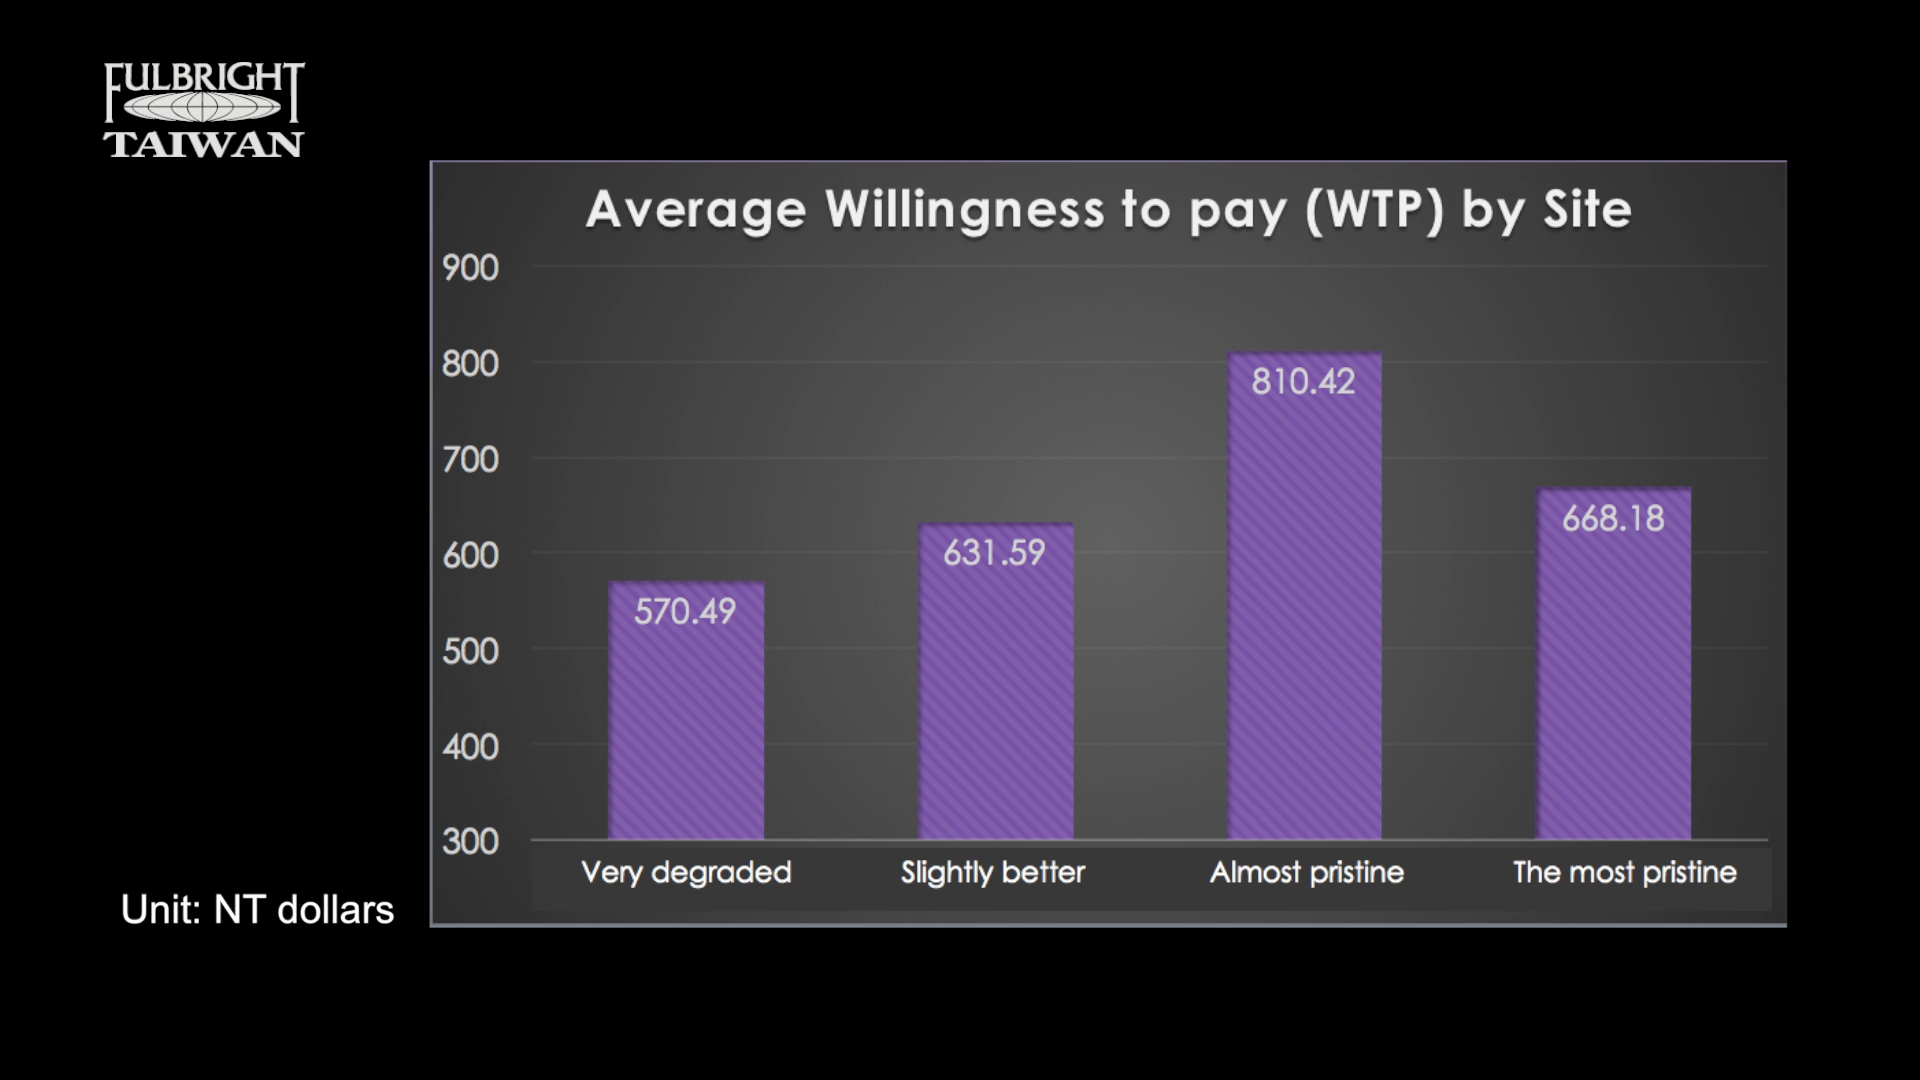 FULBRIGHT
TAIWAN
Average Willingness to pay (WTP) by Site
900
800
700
600
500
400
300
810.42
668.18
631.59
570.49
Very degraded
Slightly better
Almost pristine
The most pristine
Unit: NT dollars